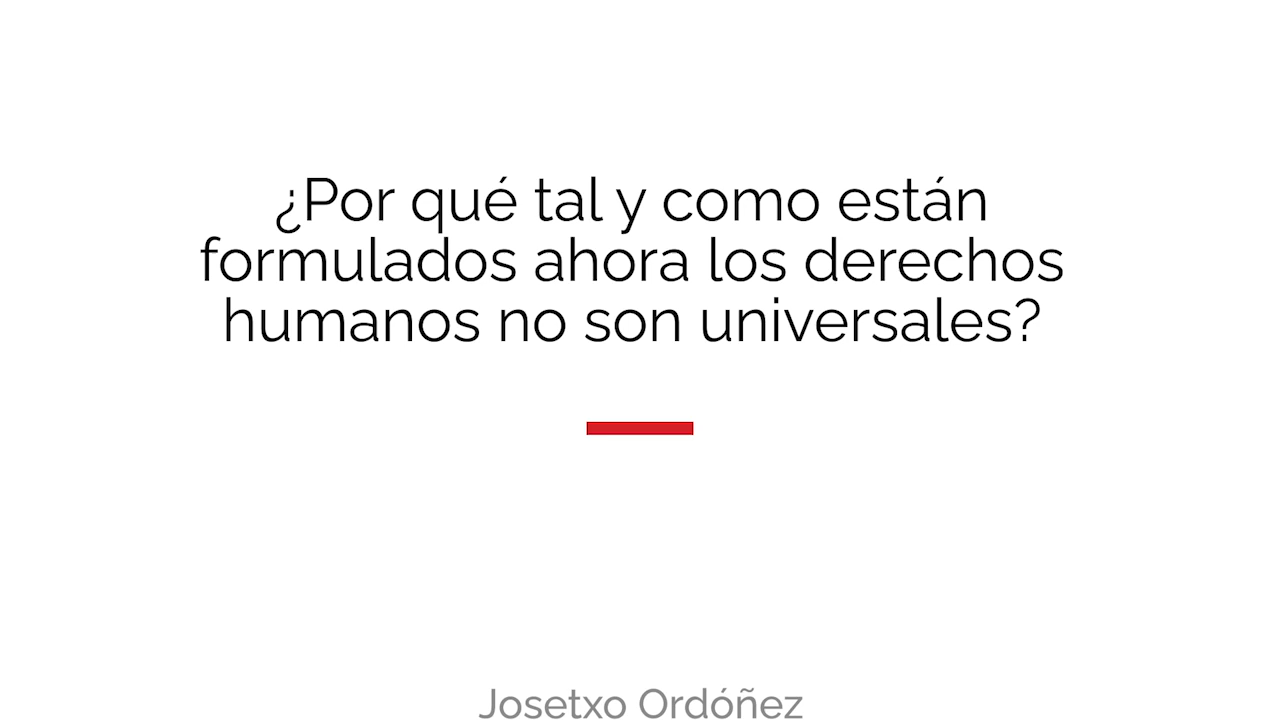 ¿Por qué tal y como están
formulados ahora los derechos
humanos no son universales?
Josetxo Ordóñez